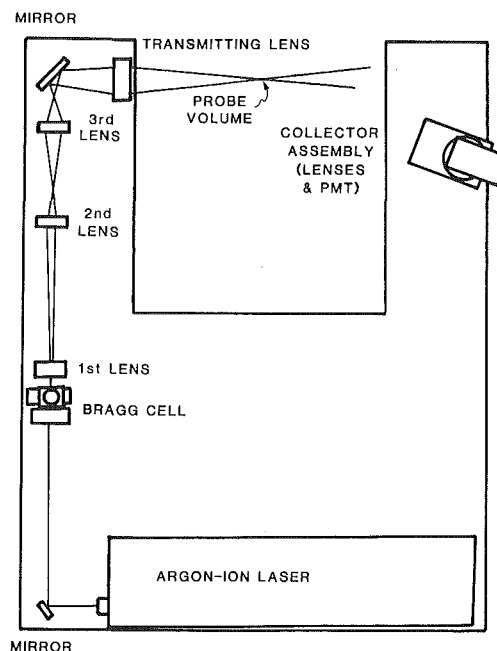 MIRROR
TRANSMITTING LENS
PROBE
VOLUME
3rd
LENS
COLLECTOR
ASSEMBLY
(LENSES
& PMT)
2nd
LENS
1st LENS
BRAGG CELL
ARGON-ION LASER
MIRROR